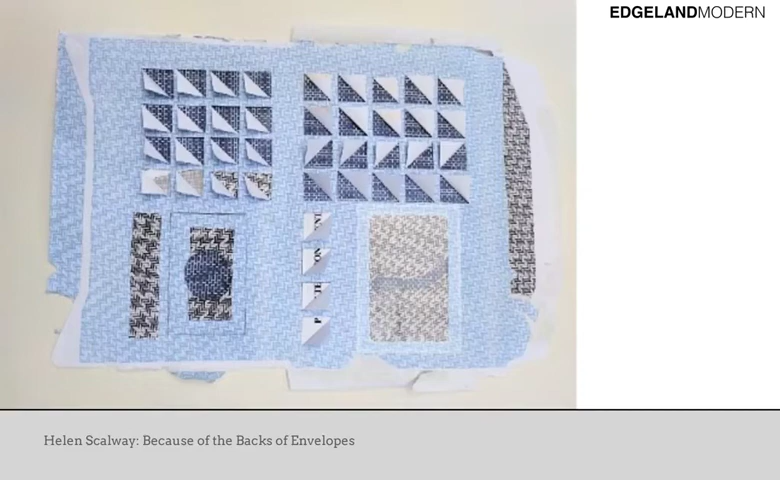 EDGELANDMODERN
Helen Scalway: Because of the Backs of Envelopes